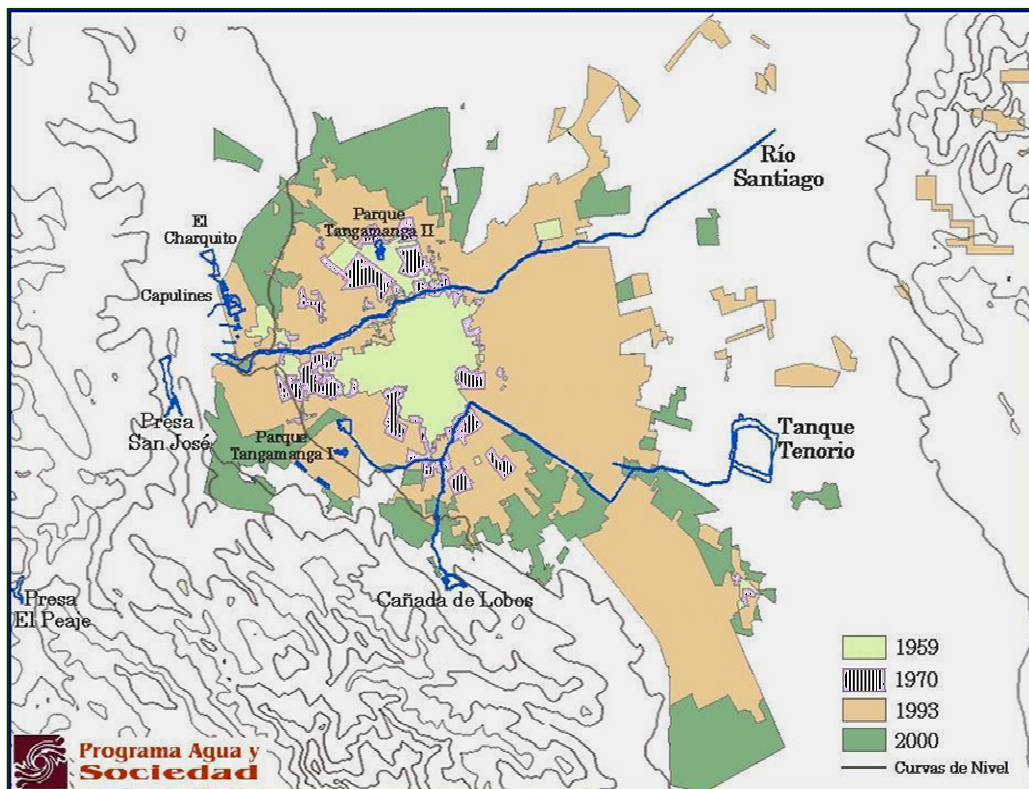 Río
Santiago
Parque
Tangamanga II
El
Charquito
Capulines
Presa
San José
Parque
Tangamanga I
Tanque
Tenorio
Presa
El Peaje
Cañada de Lobos
1959
1970
1993
2000
Curvas de Nivel
Programa Agua y
Sociedad